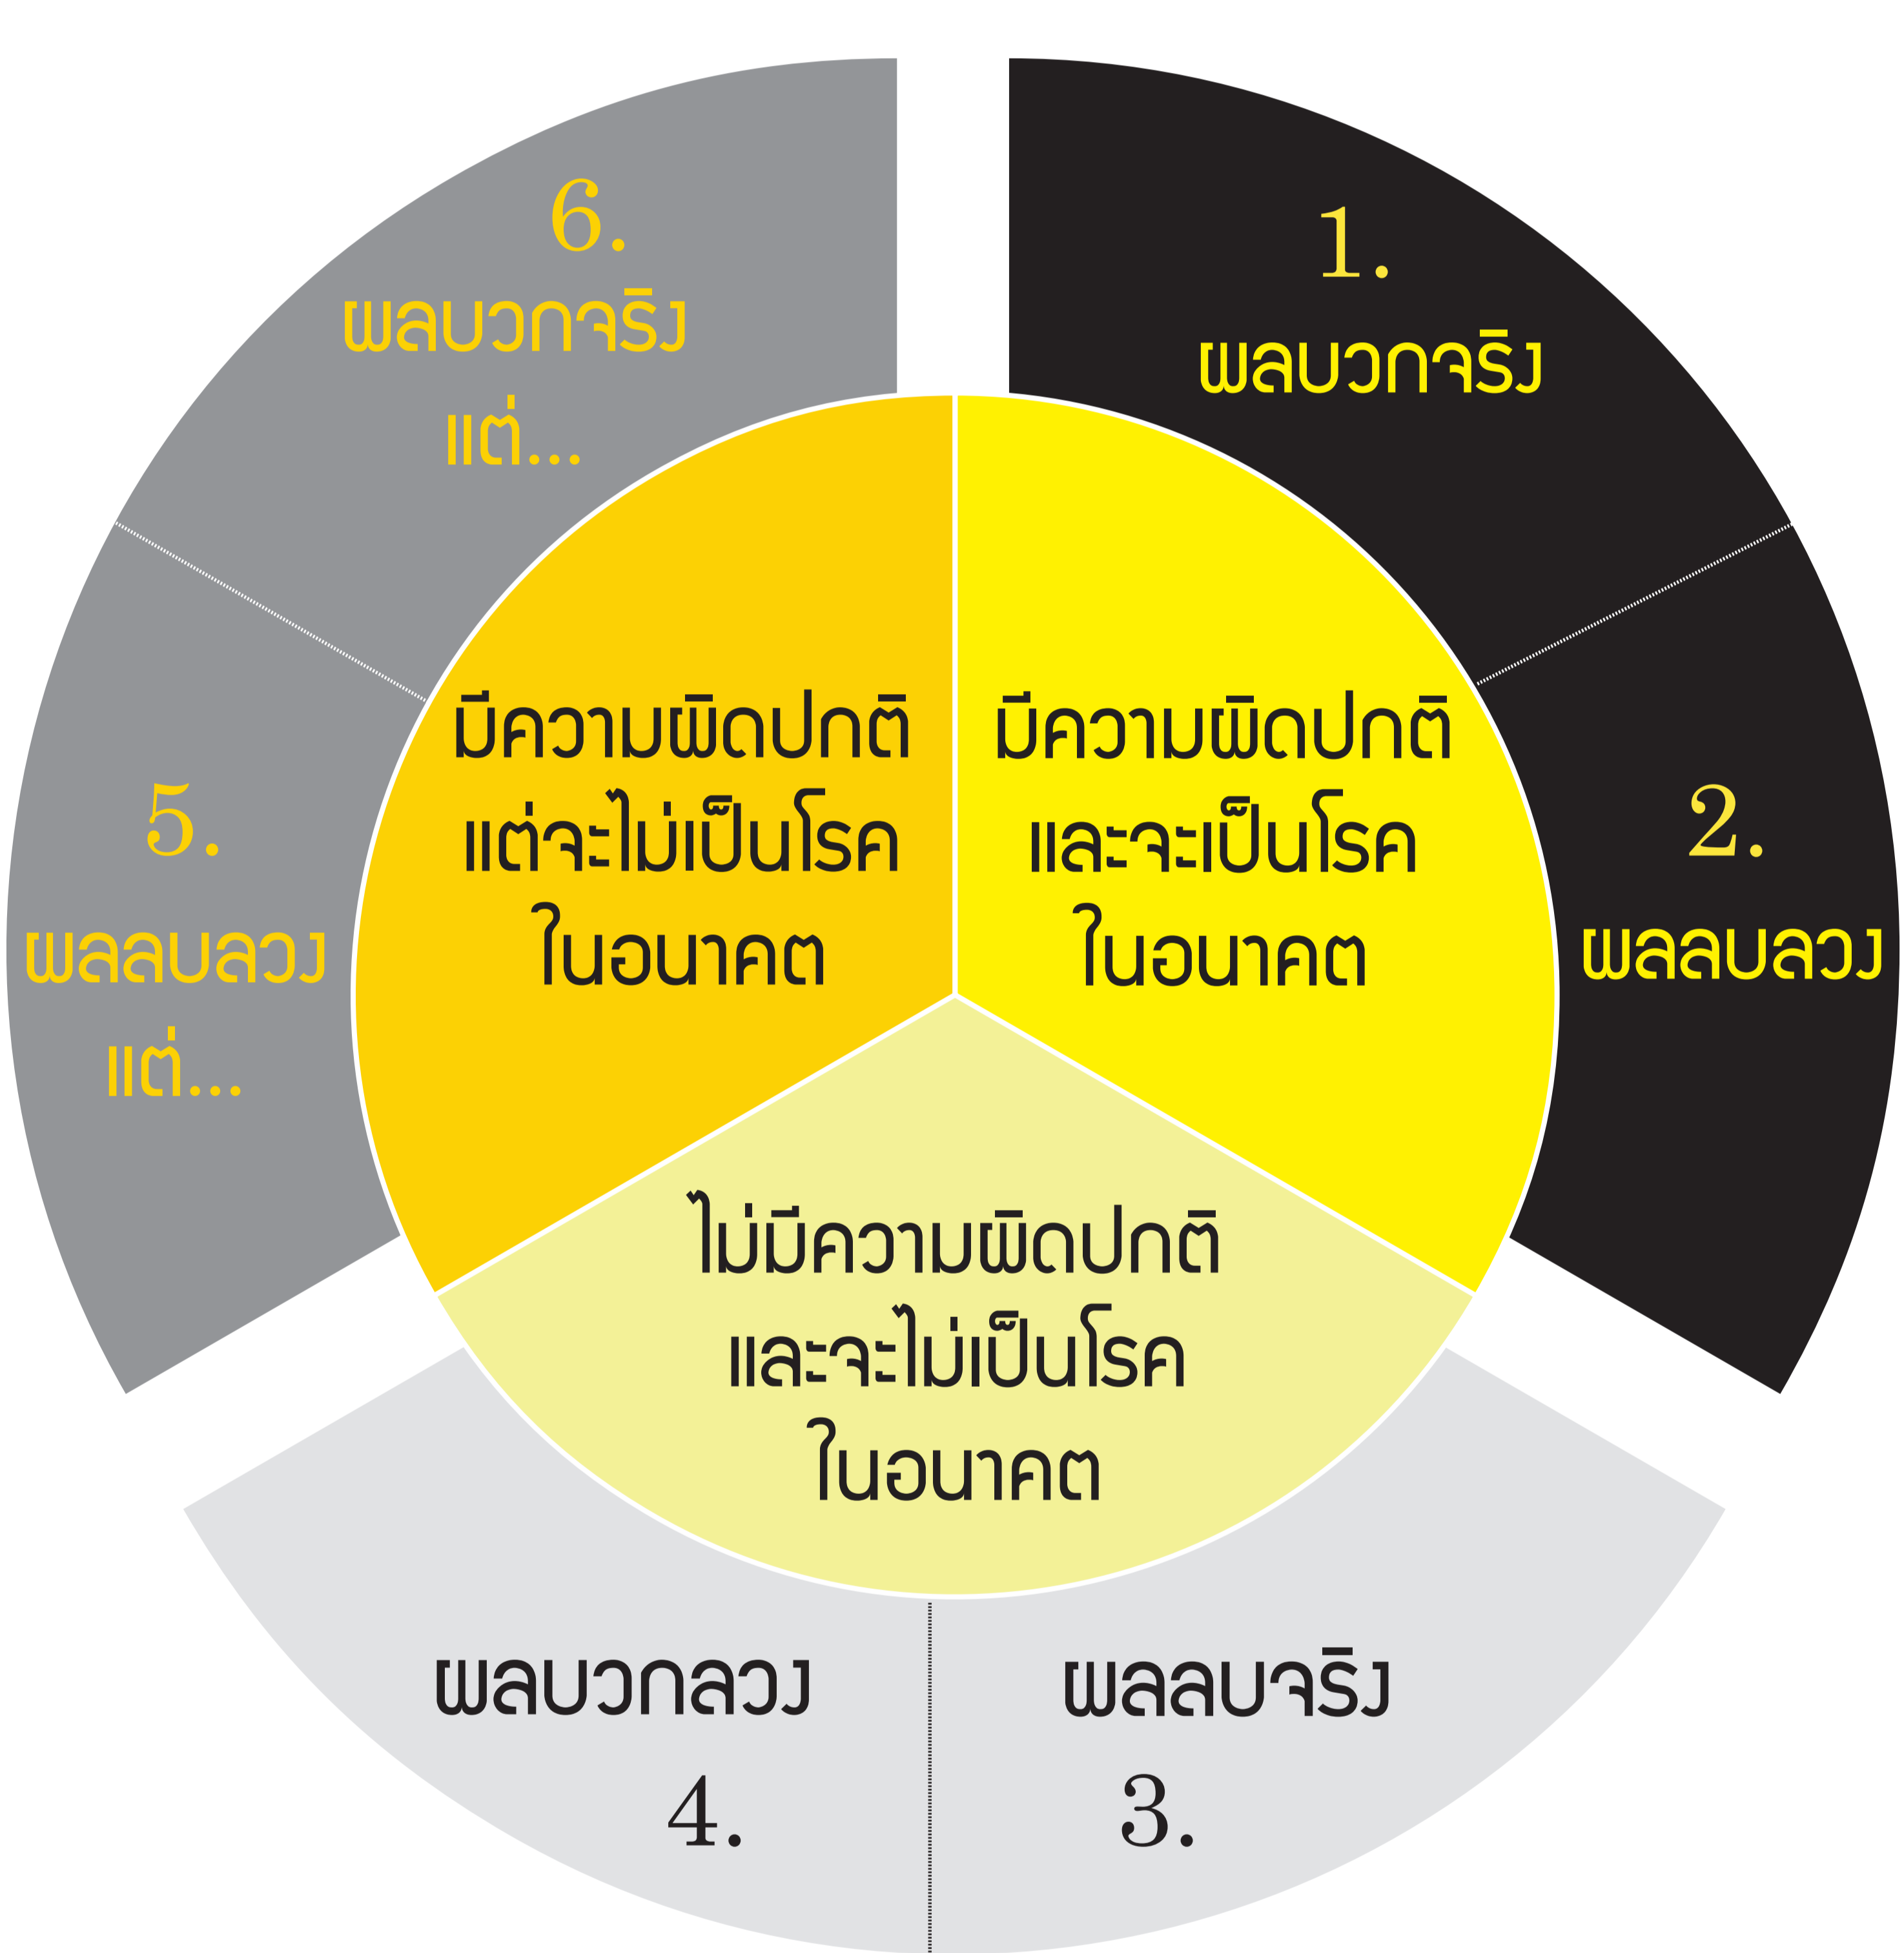 1.
ผลบวกจริง
2.
ผลลบลวง
ผลลบจริง
3.
ผลบวกลวง
4.
5.
ผลลบลวง
แต่...
6.
ผลบวกจริง
แต่...
มีความผิดปกติ
แต่จะไม่เป็นโรค
ในอนาคต
มีความผิดปกติ
และจะเป็นโรค
ในอนาคต
ไม่มีความผิดปกติ
และจะไม่เป็นโรค
ในอนาคต